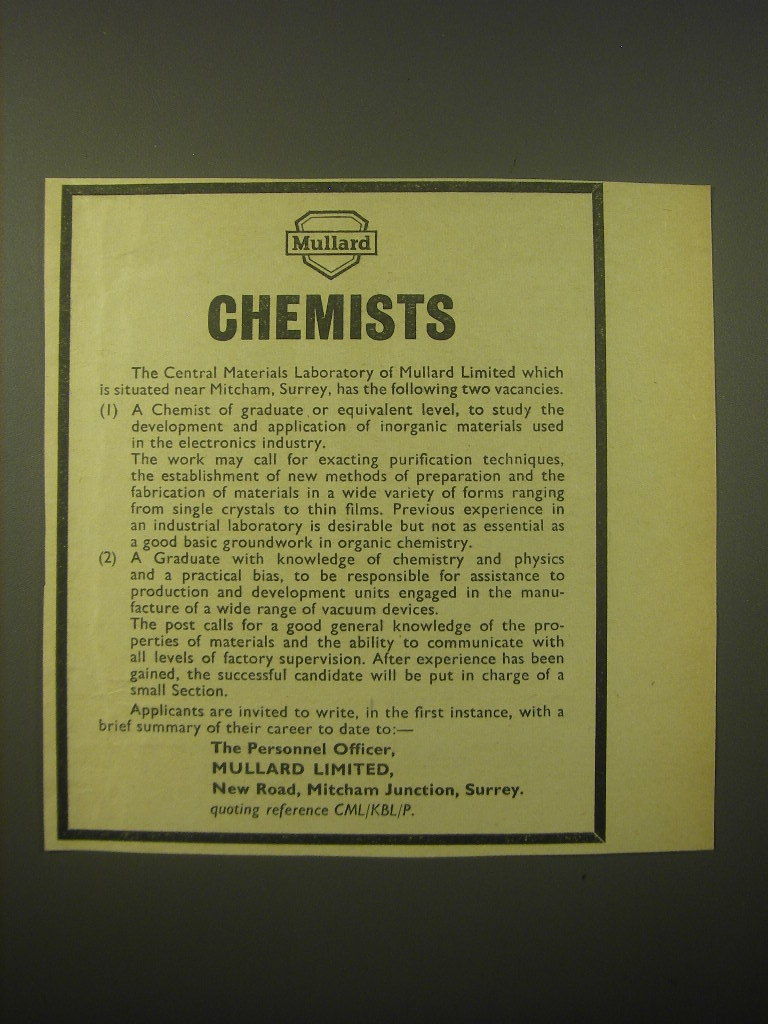 Mullard
CHEMISTS
The Central Materials Laboratory of Mullard Limited which
is situated near Mitcham, Surrey, has the following two vacancies.
(1) A Chemist of graduate or equivalent level, to study the
development and application of inorganic materials used
in the electronics industry.
The work may call for exacting purification techniques,
the establishment of new methods of preparation and the
fabrication of materials in a wide variety of forms ranging
from single crystals to thin films. Previous experience in
an industrial laboratory is desirable but not as essential as
a good basic groundwork in organic chemistry.
(2) A Graduate with knowledge of chemistry and physics
and a practical bias, to be responsible for assistance to
production and development units engaged in the manu-
facture of a wide range of vacuum devices.
The post calls for a good general knowledge of the pro-
perties of materials and the ability to communicate with
all levels of factory supervision. After experience has been
gained, the successful candidate will be put in charge of a
small Section.
Applicants are invited to write, in the first instance, with a
brief summary of their career to date to:—
The Personnel Officer,
MULLARD LIMITED,
New Road, Mitcham Junction, Surrey.
quoting reference CML/KBL/P.